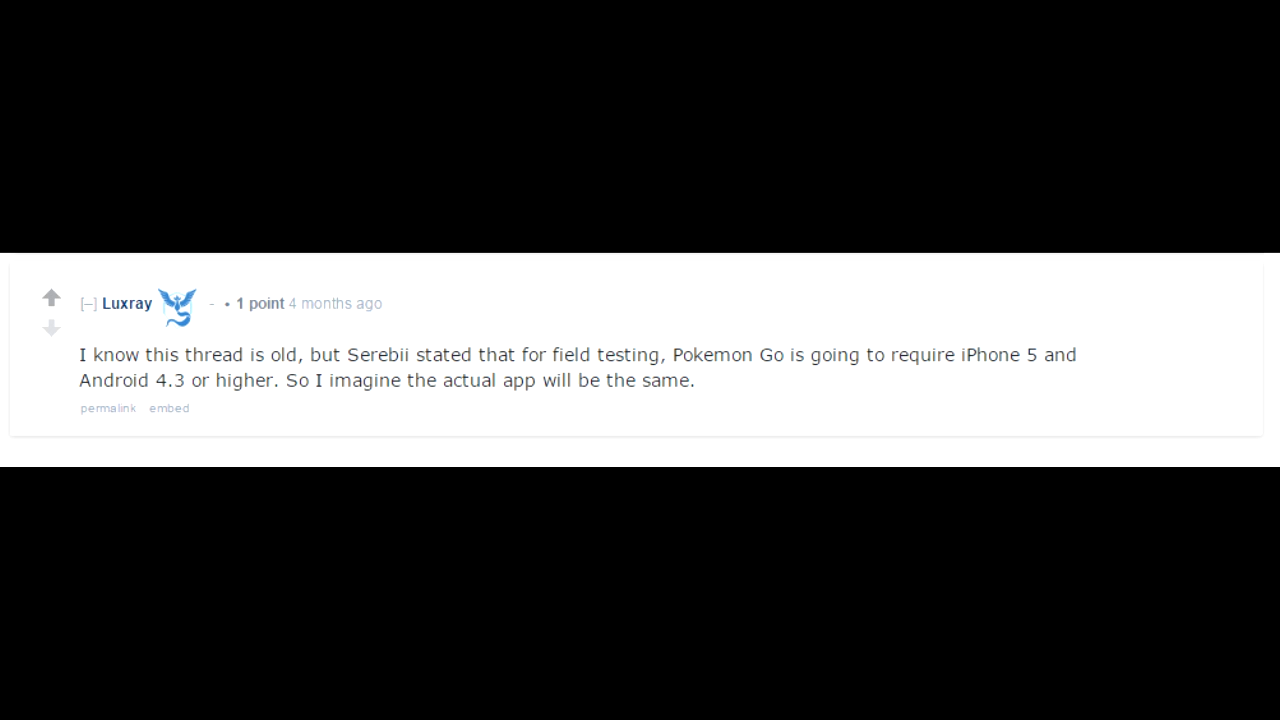 [–] Luxray - • 1 point 4 months ago
I know this thread is old, but Serebii stated that for field testing, Pokemon Go is going to require iPhone 5 and
Android 4.3 or higher. So I imagine the actual app will be the same.
permalink embed